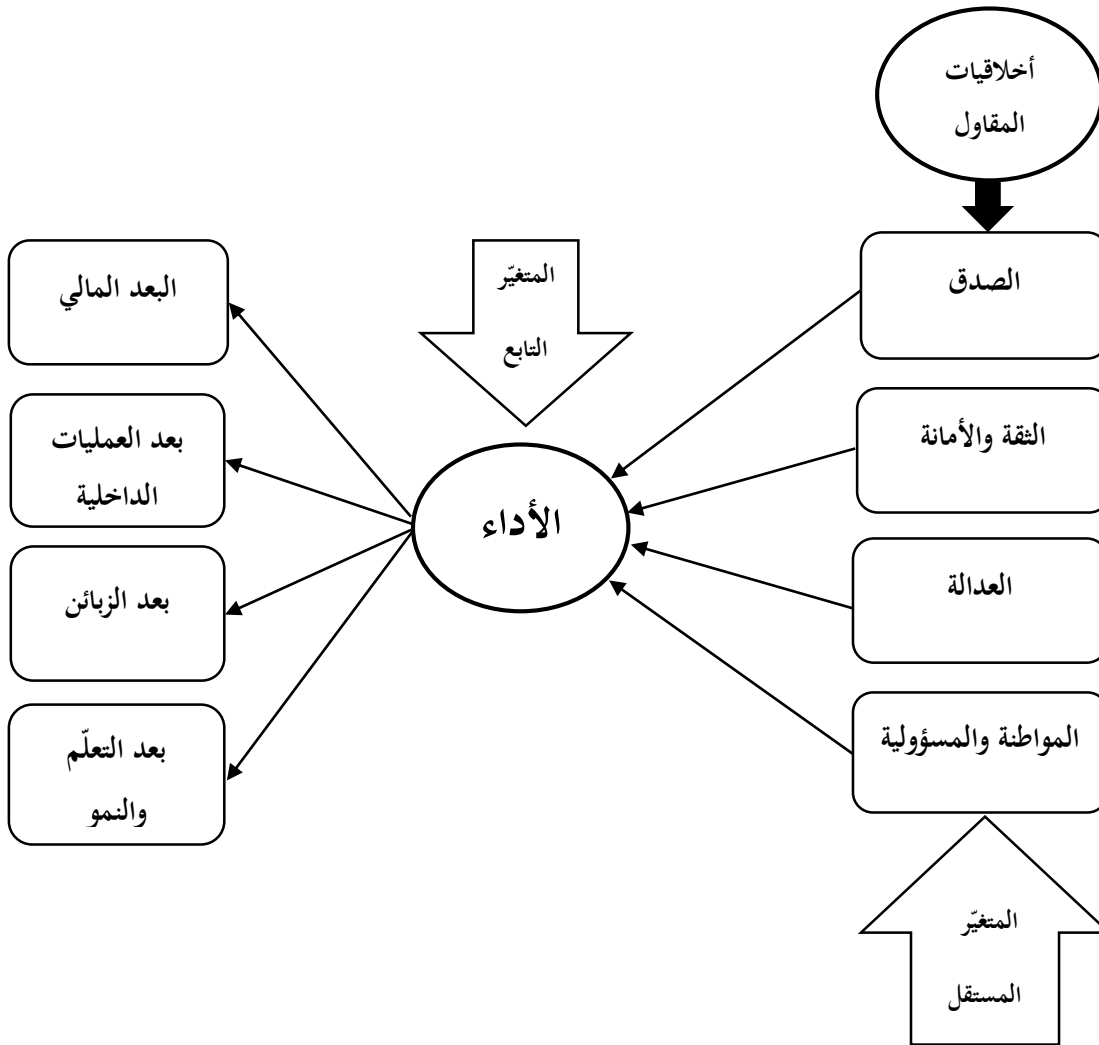 أخلاقيات
المقاول
الصدق
الثقة والأمانة
العدالة
المواطنة والمسؤولية
المتغيّر
المستقل
المتغيّر
التابع
الأداء
البعد المالي
بعد العمليات
الداخلية
بعد الزبائن
بعد التعلّم
والنمو